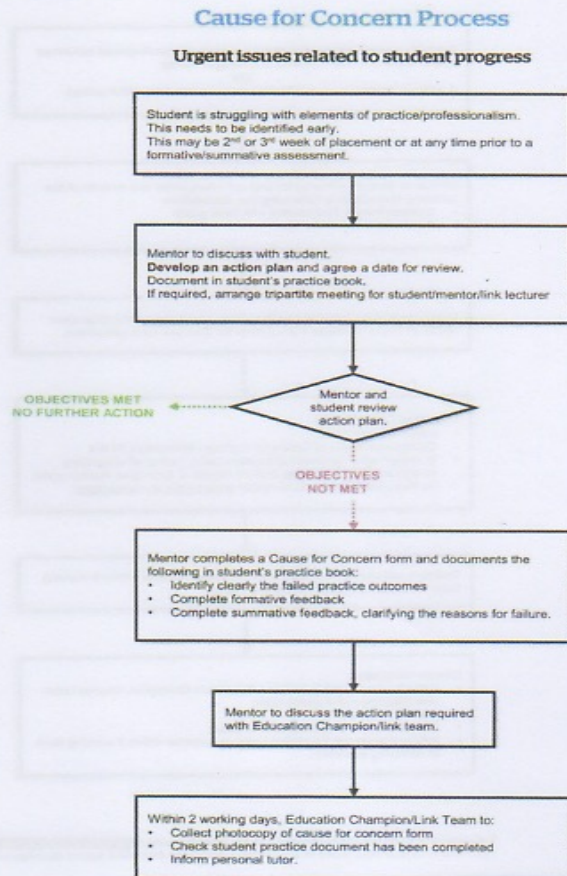 Cause for Concern Process
Urgent issues related to student progress
Student is struggling with elements of practice/professionalism.
This needs to be identified early.
This may be 2nd or 3rd week of placement or at any time prior to a
formative/summative assessment.
Mentor to discuss with student.
Develop an action plan and agree a date for review.
Document in student's practice book.
If required, arrange tripartite meeting for student/mentor/link lecturer
Mentor and
student review
action plan.
OBJECTIVES MET
NO FURTHER ACTION
OBJECTIVES
NOT MET
Mentor completes a Cause for Concern form and documents the
following in student's practice book:
• Identify clearly the failed practice outcomes
• Complete formative feedback
• Complete summative feedback, clarifying the reasons for failure.
Mentor to discuss the action plan required
with Education Champion/link team.
Within 2 working days, Education Champion/Link Team to:
• Collect photocopy of cause for concern form
• Check student practice document has been completed
• Inform personal tutor.